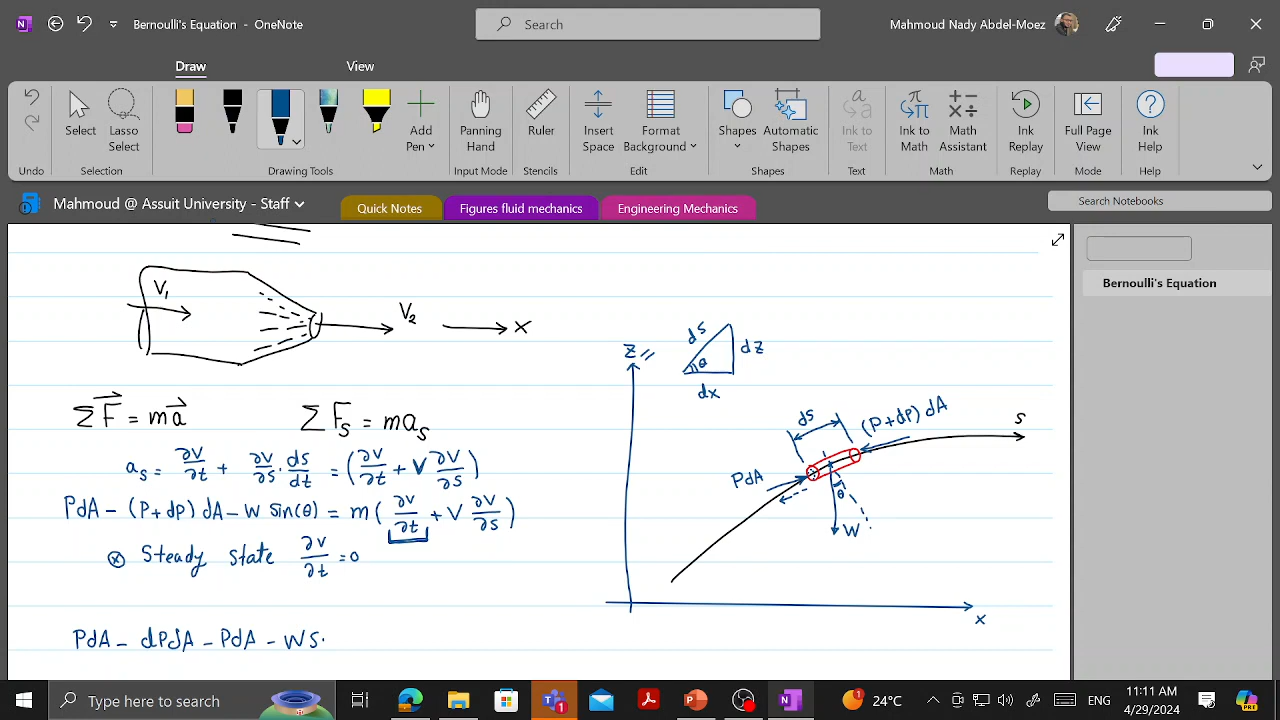 Bernoulli's Equation - OneNote
Search
Mahmoud Nady Abdel-Moez
Draw
View
Select
Lasso Select
Add Pen
Panning Hand
Ruler
Insert Space
Format Background
Shapes
Automatic Shapes
Ink to Text
Ink to Math
Math Assistant
Ink Replay
Full Page View
Ink Help
Undo
Selection
Drawing Tools
Input Mode
Stencils
Edit
Shapes
Text
Math
Replay
Mode
Help
Mahmoud @ Assuit University - Staff
Quick Notes
Figures fluid mechanics
Engineering Mechanics
Search Notebooks
Bernoulli's Equation
V₁
V₂
x
ΣF⃗ = ma⃗
ΣFₛ = maₛ
aₛ = ∂V/∂t + ∂V/∂s · ds/dt = (∂V/∂t + V ∂V/∂s)
PdA - (P+dP) dA - W sin(θ) = m (∂V/∂t + V ∂V/∂s)
⊗ Steady state ∂V/∂t = 0
PdA - dPdA - PdA - W s.
z
ds
θ
dz
dx
ds
(P+dP) dA
s
PdA
θ
W
x
Type here to search
1
1
24°C
ENG
11:11 AM
4/29/2024